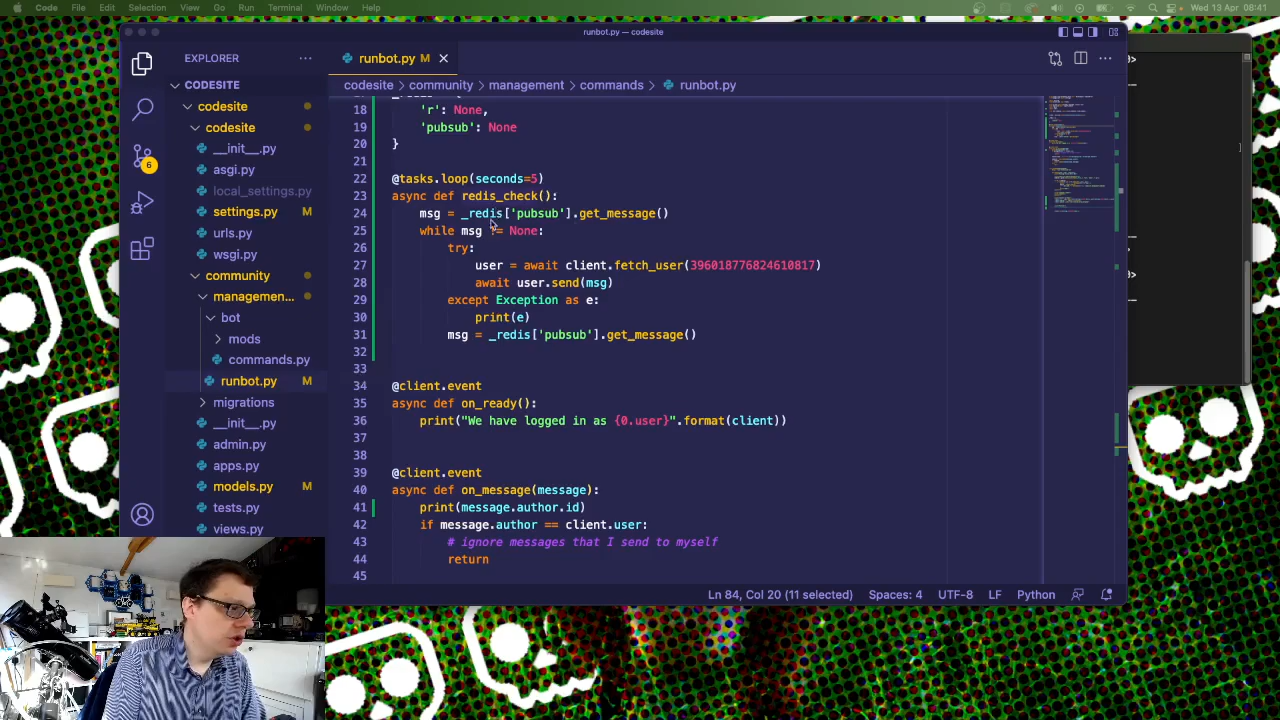 Code File Edit Selection View Go Run Terminal Window Help
Wed 13 Apr 08:41
runbot.py — codesite
EXPLORER
runbot.py M
CODESITE
codesite
codesite
__init__.py
asgi.py
local_settings.py
settings.py M
urls.py
wsgi.py
community
managemen...
bot
mods
commands.py
runbot.py M
migrations
__init__.py
admin.py
apps.py
models.py M
tests.py
views.py
6
codesite > community > management > commands > runbot.py
18 'r': None,
19 'pubsub': None
20 }
21
22 @tasks.loop(seconds=5)
23 async def redis_check():
24 msg = _redis['pubsub'].get_message()
25 while msg != None:
26 try:
27 user = await client.fetch_user(396018776824610817)
28 await user.send(msg)
29 except Exception as e:
30 print(e)
31 msg = _redis['pubsub'].get_message()
32
33
34 @client.event
35 async def on_ready():
36 print("We have logged in as {0.user}".format(client))
37
38
39 @client.event
40 async def on_message(message):
41 print(message.author.id)
42 if message.author == client.user:
43 # ignore messages that I send to myself
44 return
45
Ln 84, Col 20 (11 selected) Spaces: 4 UTF-8 LF Python